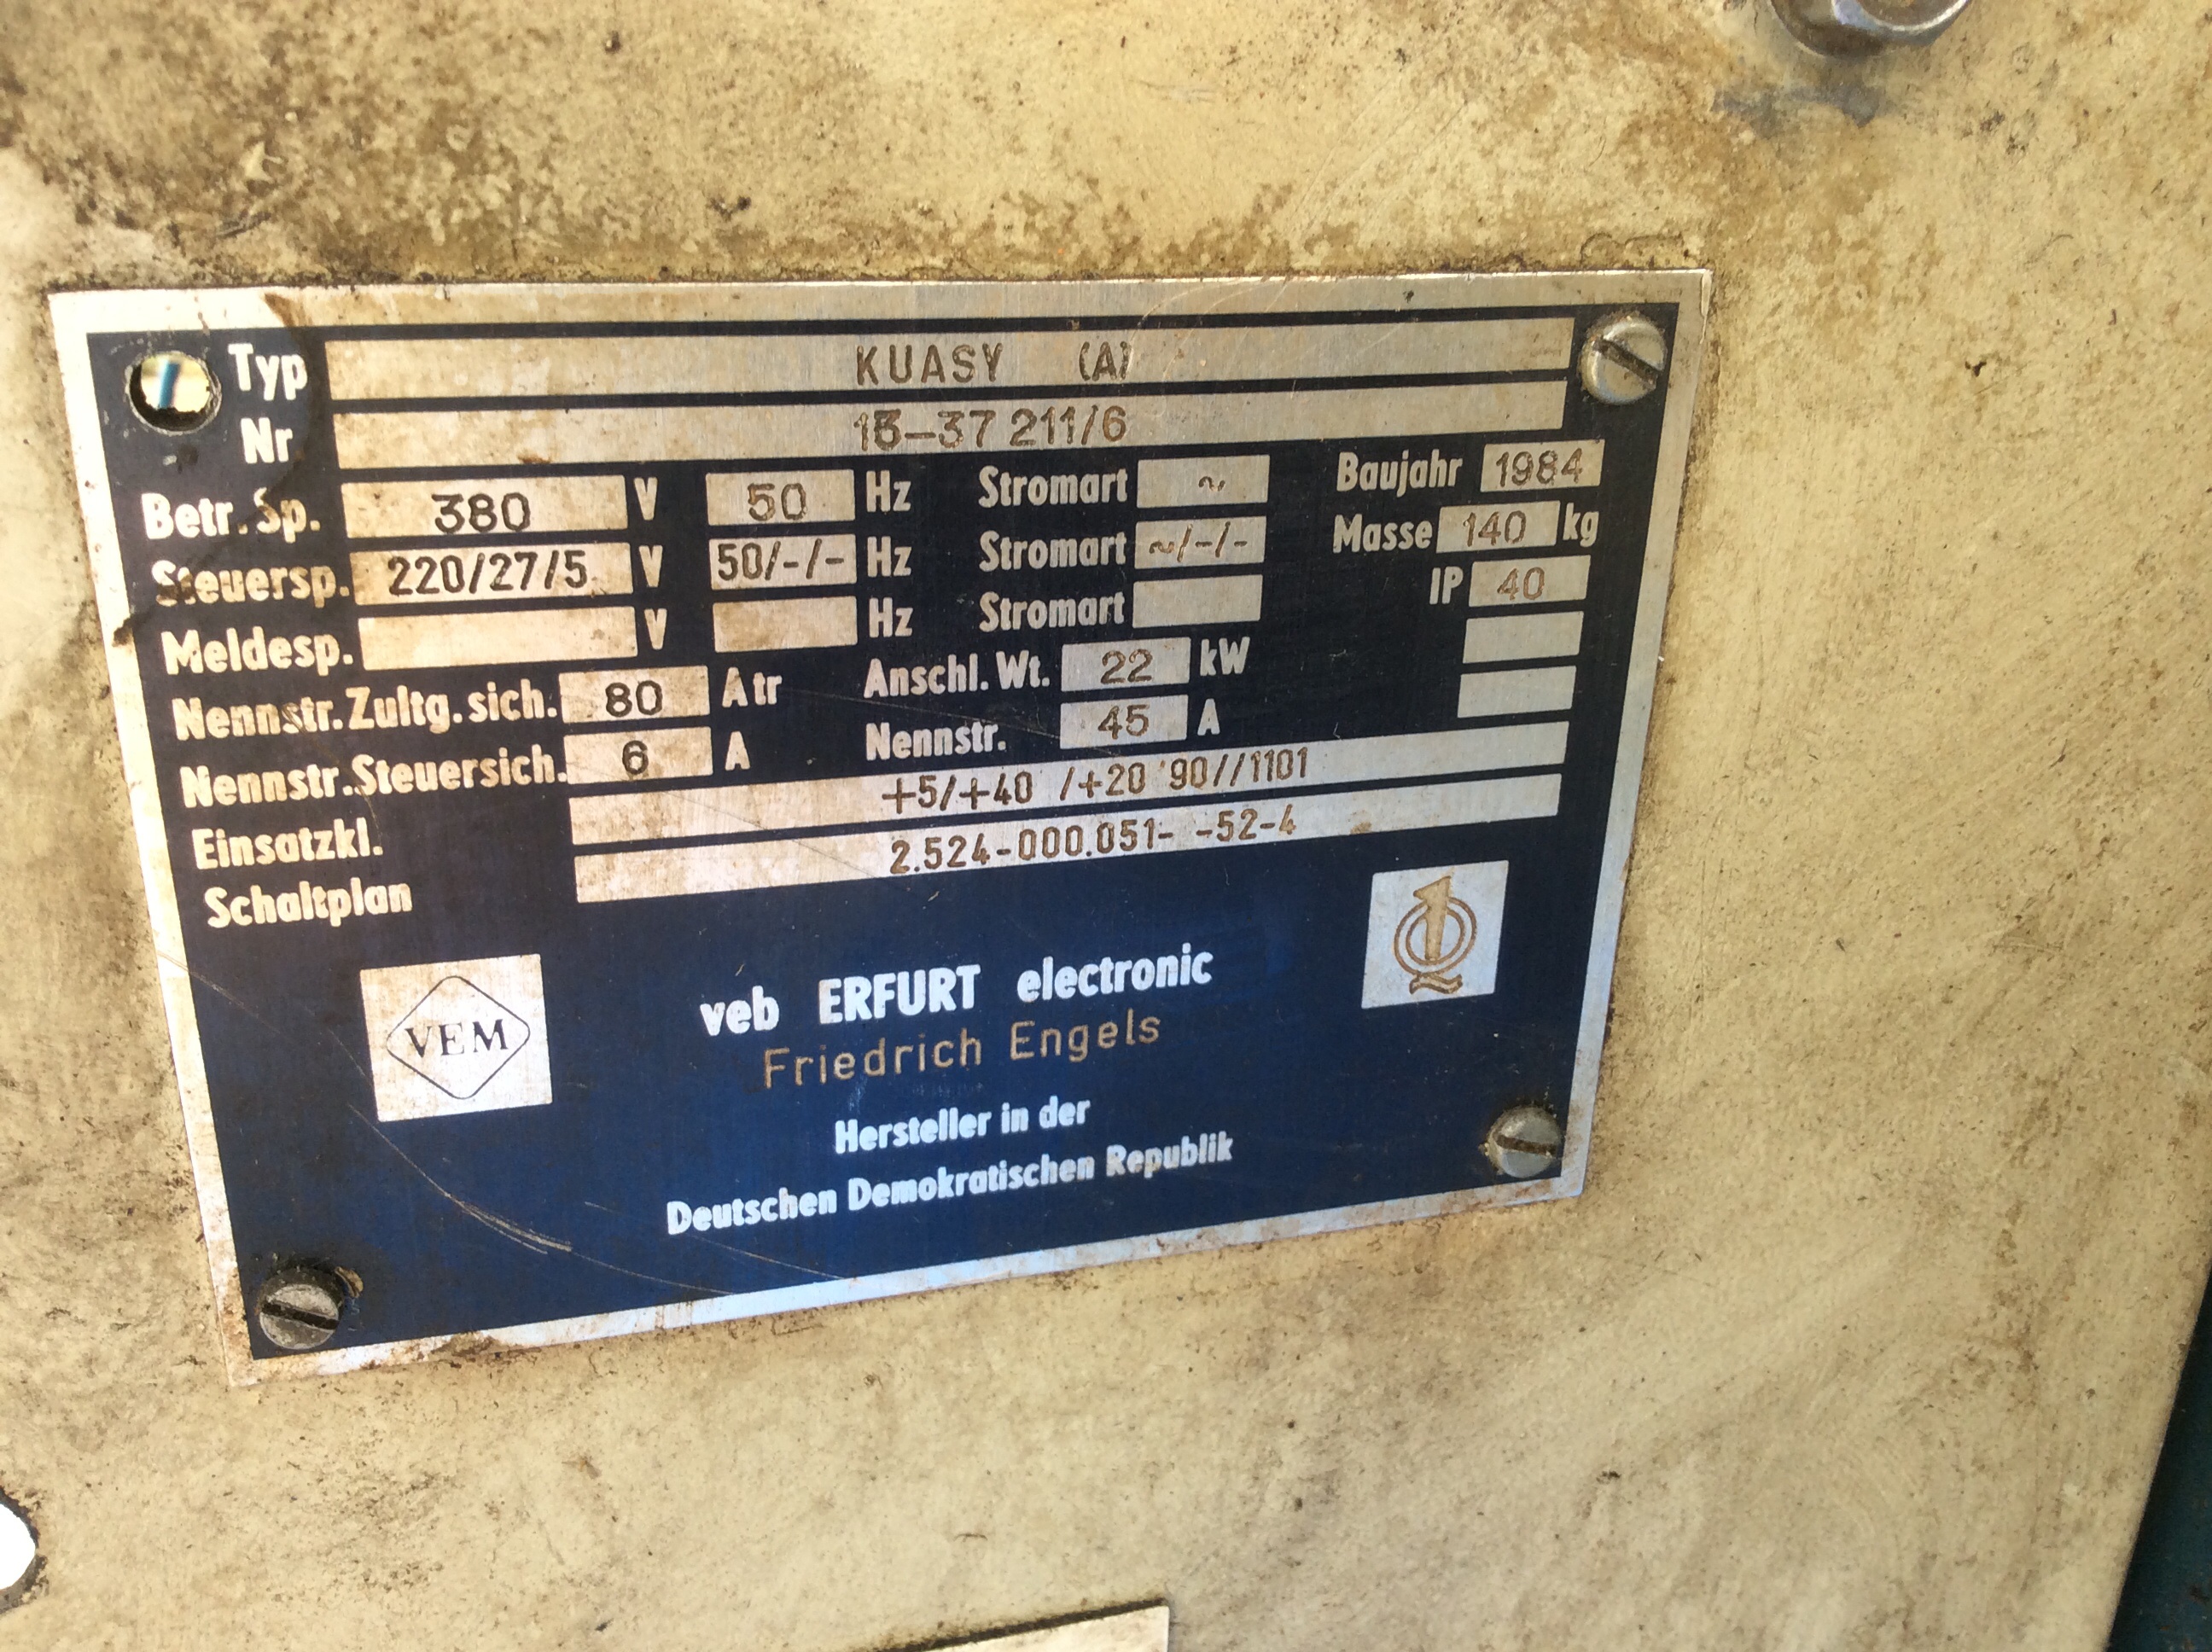 Typ KUASY (A)
Nr -37 211/6
Betr. Sp. 380 V 50 Hz Stromart ~ Baujahr 1984
Steuersp. 220/27/5 V 50/-/- Hz Stromart ~/-/- Masse 140 kg
Meldesp. V Hz Stromart IP 40
Nennstr. Zultg. sich. 80 Atr Anschl. Wt. 22 kW
Nennstr. Steuersich. 6 A Nennstr. 45 A
Einsatzkl. +5/+40 /+20 90//1101
Schaltplan 2.524-000.051- -52-4
VEM
veb ERFURT electronic
Friedrich Engels
Hersteller in der
Deutschen Demokratischen Republik
Q1